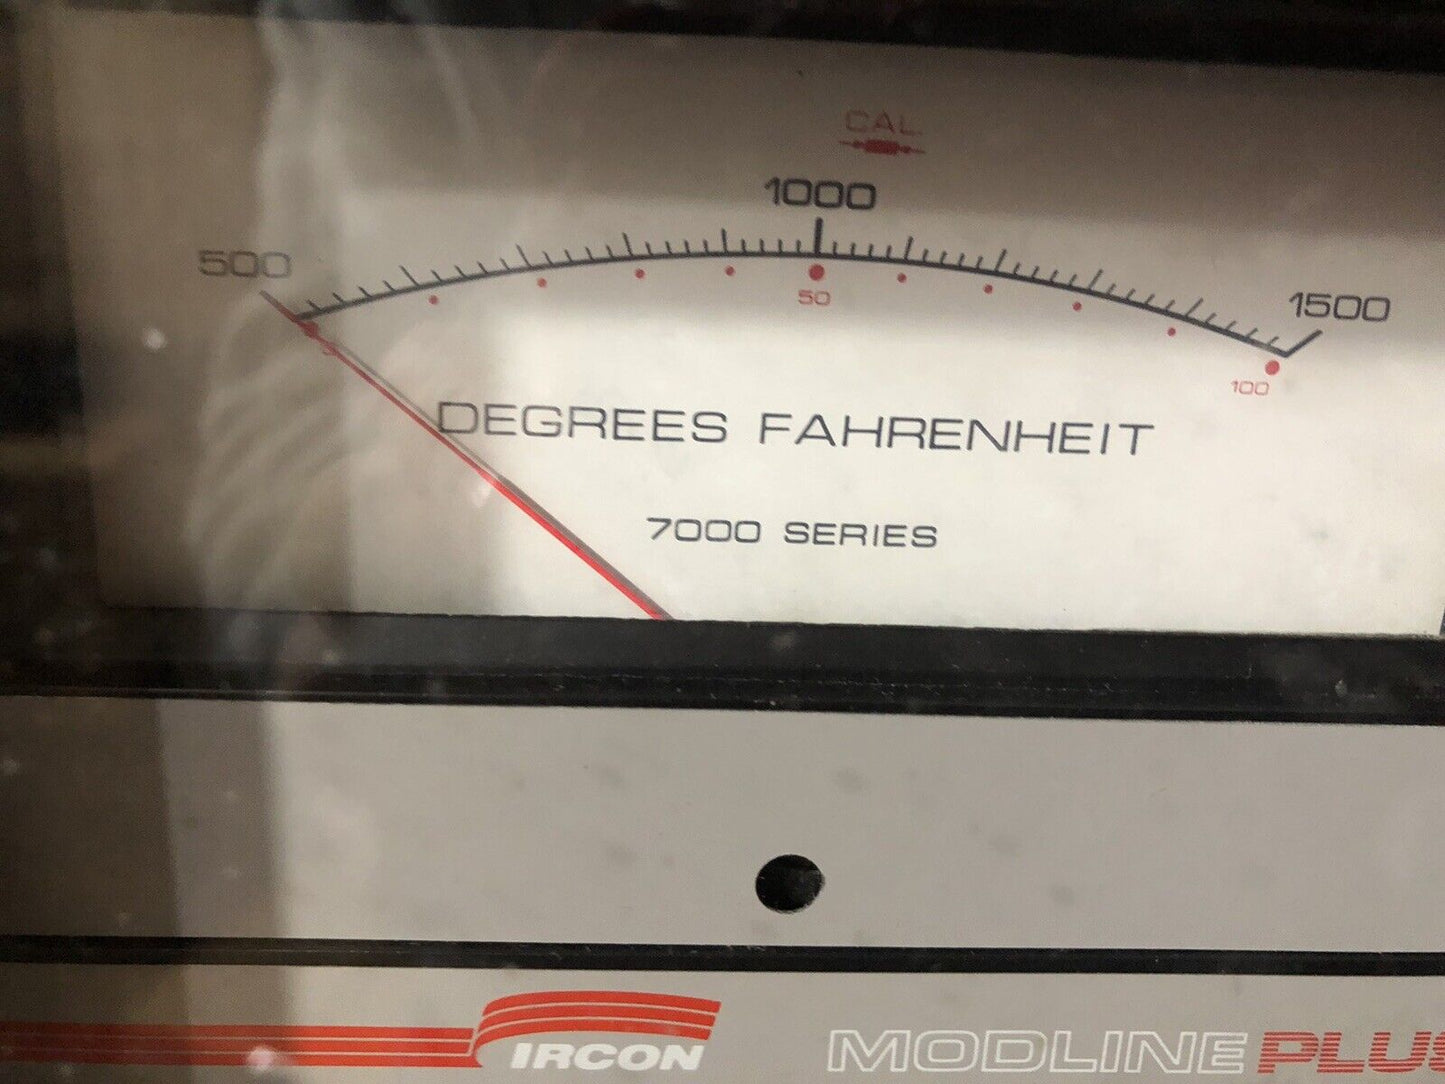 CAL.
1000
500
1500
50
100
DEGREES FAHRENHEIT
7000 SERIES
IRCON
MODLINE PLUS